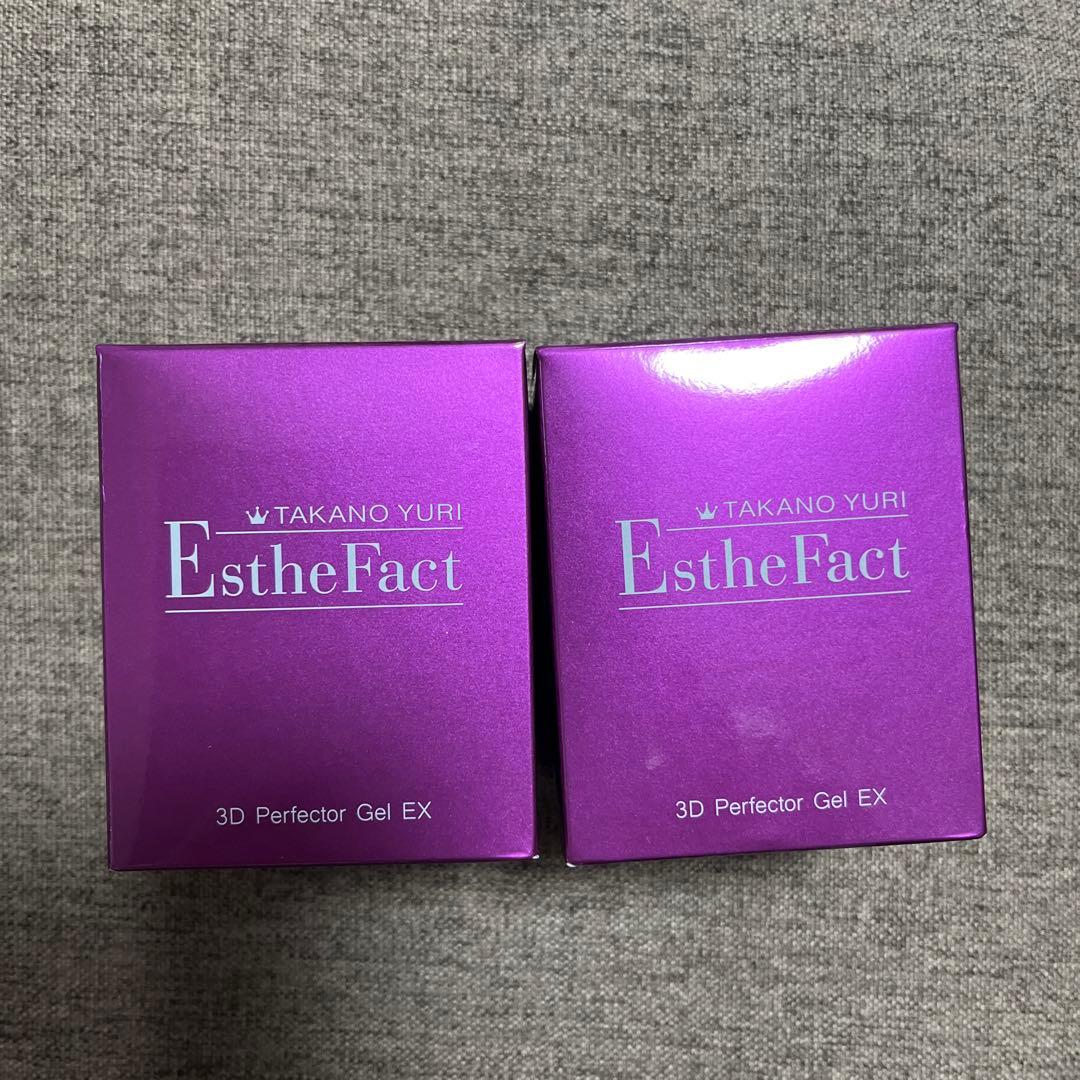 TAKANO YURI
EstheFact
3D Perfector Gel EX
TAKANO YURI
EstheFact
3D Perfector Gel EX